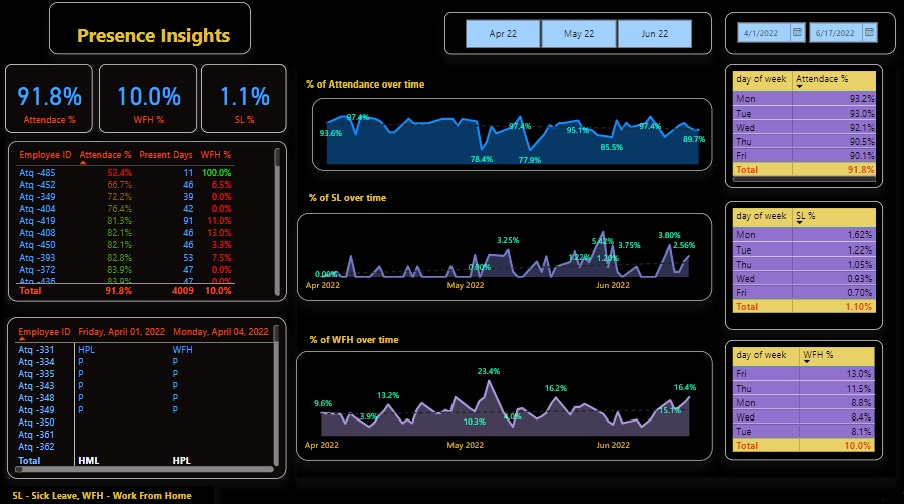 Presence Insights
Apr 22 May 22 Jun 22
4/1/2022 6/17/2022
91.8% 10.0% 1.1%
Attendace % WFH % SL %
Employee ID Attendace % Present Days WFH %
Atq -485 52.4% 11 100.0%
Atq -452 66.7% 46 6.5%
Atq -349 72.2% 39 0.0%
Atq -404 76.4% 42 0.0%
Atq -419 81.3% 91 11.0%
Atq -408 82.1% 46 13.0%
Atq -450 82.1% 46 3.3%
Atq -393 82.8% 53 7.5%
Atq -372 83.9% 47 0.0%
Atq -436 83.9% 47 0.0%
Total 91.8% 4009 10.0%
Employee ID Friday, April 01, 2022 Monday, April 04, 2022
Atq -331 HPL WFH
Atq -334 P P
Atq -335 P P
Atq -343 P P
Atq -348 P P
Atq -349 P P
Atq -350
Atq -361
Atq -362
Total HML HPL
SL - Sick Leave, WFH - Work From Home
% of Attendance over time
93.6% 97.4% 78.4% 97.4% 77.9% 95.1% 85.5% 97.4% 89.7%
% of SL over time
0.00% 0.00% 3.25% 1.22% 5.42% 1.20% 3.75% 3.80% 2.56%
Apr 2022 May 2022 Jun 2022
% of WFH over time
9.6% 3.9% 13.2% 10.3% 23.4% 4.0% 16.2% 15.1% 16.4%
Apr 2022 May 2022 Jun 2022
day of week Attendace %
Mon 93.2%
Tue 93.0%
Wed 92.1%
Thu 90.5%
Fri 90.1%
Total 91.8%
day of week SL %
Mon 1.62%
Tue 1.22%
Thu 1.05%
Wed 0.93%
Fri 0.70%
Total 1.10%
day of week WFH %
Fri 13.0%
Thu 11.5%
Mon 8.8%
Wed 8.4%
Tue 8.1%
Total 10.0%